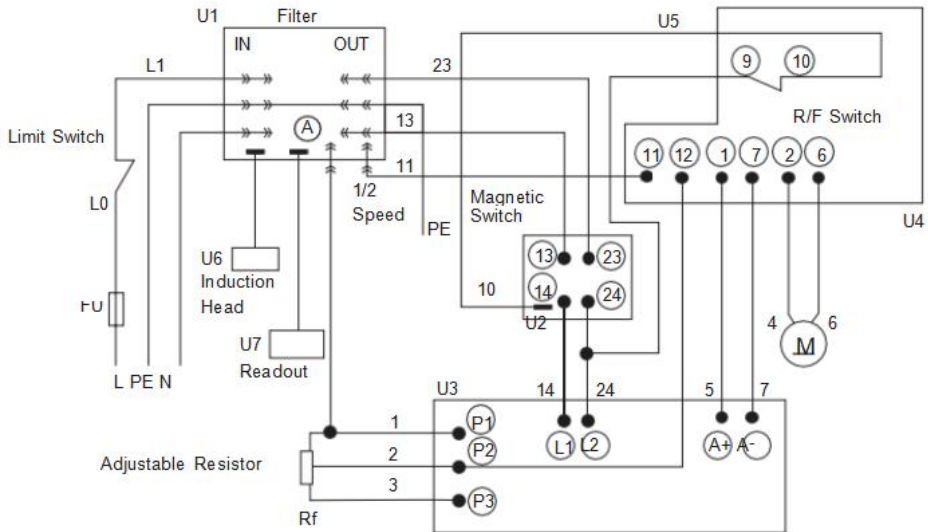 U1 Filter U5
IN OUT
L1 23 9 10
R/F Switch
A 13
Limit Switch
11 12 1 7 2 6
11
1/2
Speed
Magnetic
Switch
L0 PE U4
13 23
U6
Induction
Head
10 14 24
U2
FU
4 6
M
U7
Readout
L PE N
U3 14 24 5 7
1 P1
L1 L2 A+ A-
2 P2
Adjustable Resistor
3 P3
Rf